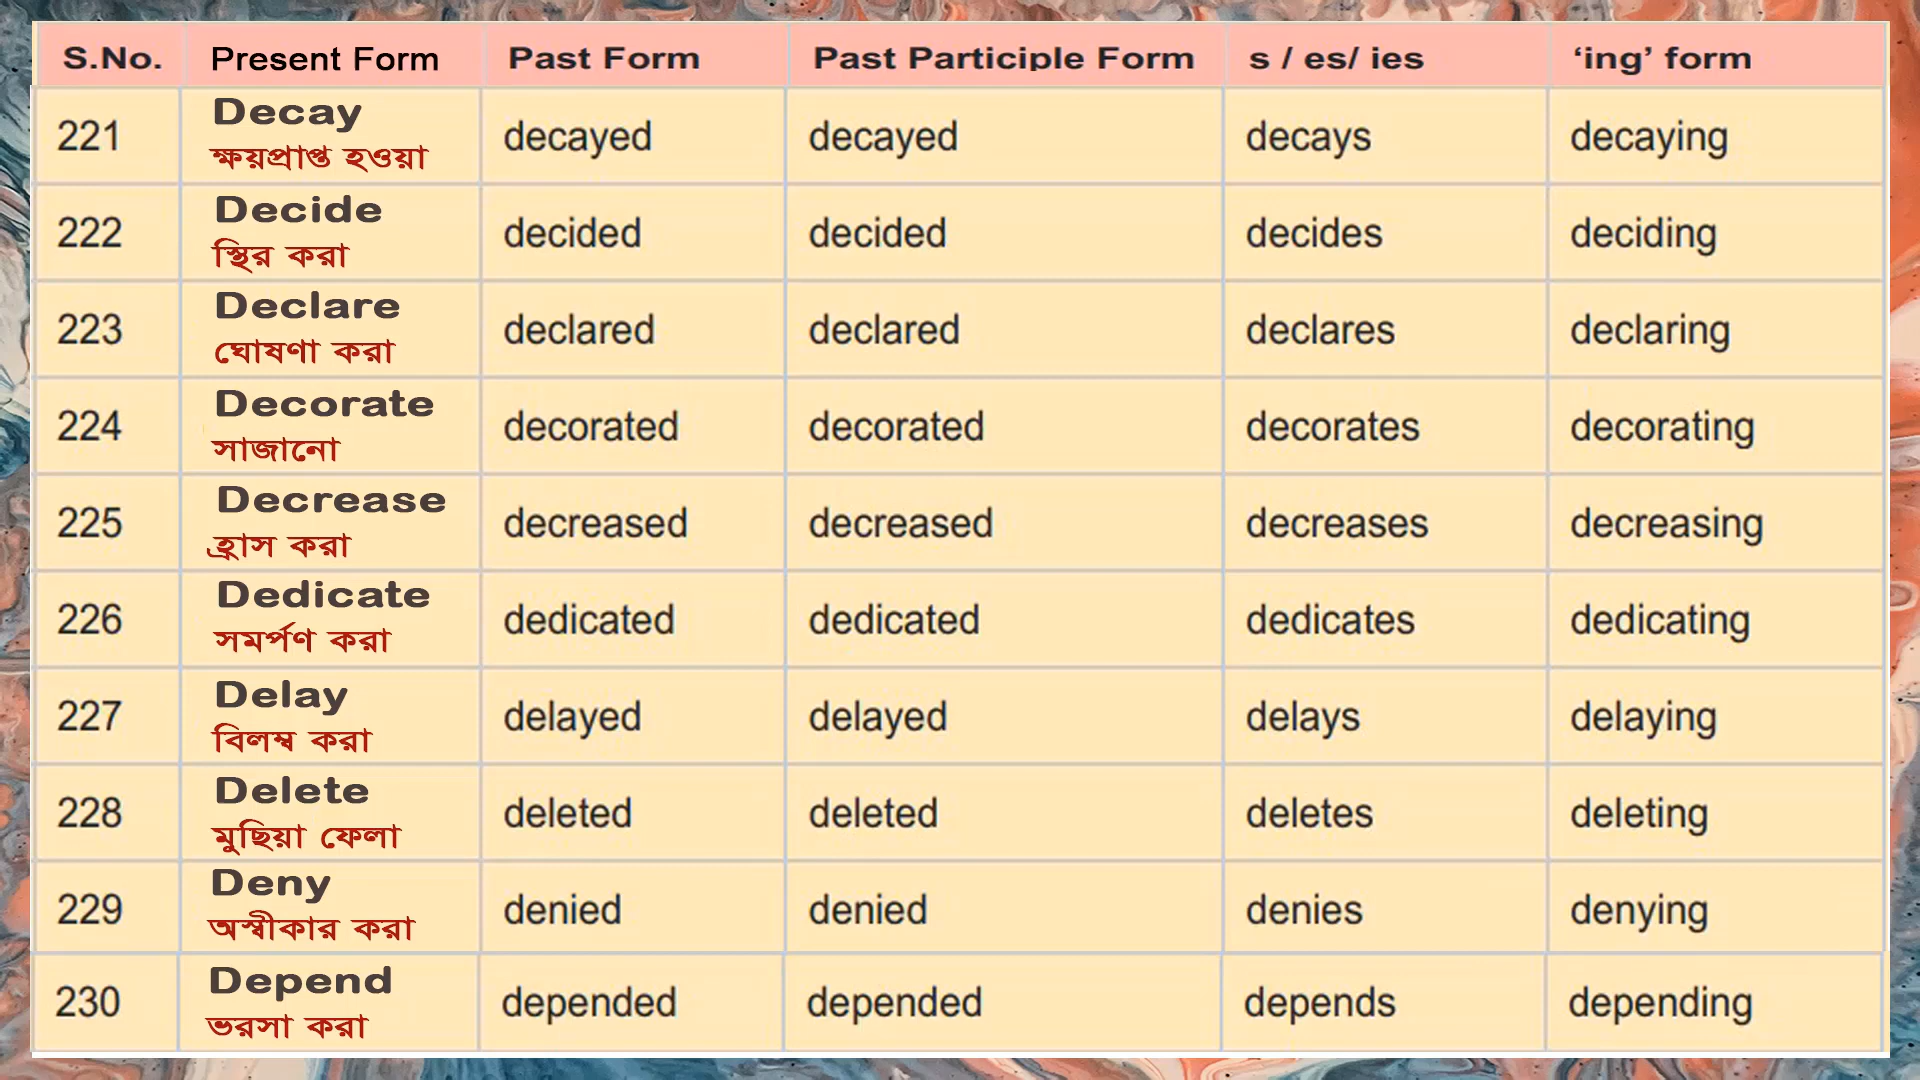 S.No. Present Form Past Form Past Participle Form s / es/ ies ‘ing’ form
221 Decay decayed decayed decays decaying
ক্ষয়প্রাপ্ত হওয়া
222 Decide decided decided decides deciding
স্থির করা
223 Declare declared declared declares declaring
ঘোষণা করা
224 Decorate decorated decorated decorates decorating
সাজানো
225 Decrease decreased decreased decreases decreasing
হ্রাস করা
226 Dedicate dedicated dedicated dedicates dedicating
সমর্পণ করা
227 Delay delayed delayed delays delaying
বিলম্ব করা
228 Delete deleted deleted deletes deleting
মুছিয়া ফেলা
229 Deny denied denied denies denying
অস্বীকার করা
230 Depend depended depended depends depending
ভরসা করা